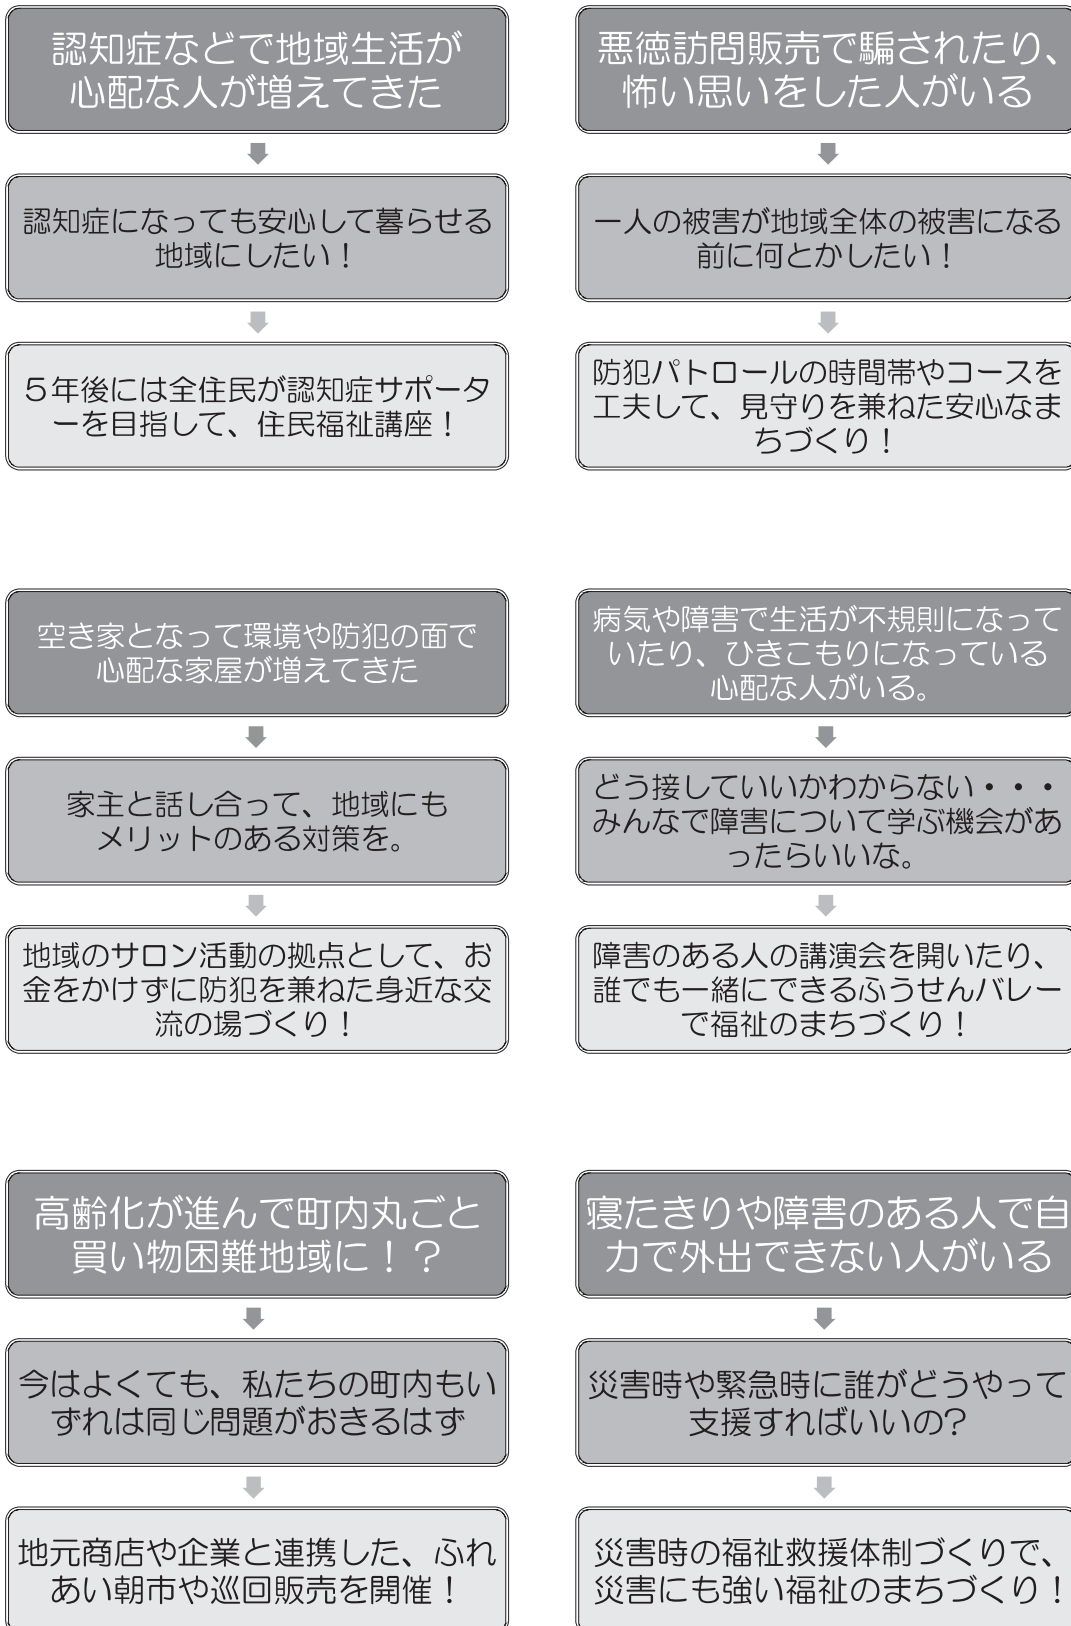 認知症などで地域生活が
心配な人が増えてきた
認知症になっても安心して暮らせる
地域にしたい！
５年後には全住民が認知症サポータ
ーを目指して、住民福祉講座！
悪徳訪問販売で騙されたり、
怖い思いをした人がいる
一人の被害が地域全体の被害になる
前に何とかしたい！
防犯パトロールの時間帯やコースを
工夫して、見守りを兼ねた安心なま
ちづくり！
空き家となって環境や防犯の面で
心配な家屋が増えてきた
家主と話し合って、地域にも
メリットのある対策を。
地域のサロン活動の拠点として、お
金をかけずに防犯を兼ねた身近な交
流の場づくり！
病気や障害で生活が不規則になって
いたり、ひきこもりになっている
心配な人がいる。
どう接していいかわからない・・・
みんなで障害について学ぶ機会があ
ったらいいな。
障害のある人の講演会を開いたり、
誰でも一緒にできるふうせんバレー
で福祉のまちづくり！
高齢化が進んで町内丸ごと
買い物困難地域に！？
今はよくても、私たちの町内もい
ずれは同じ問題がおきるはず
地元商店や企業と連携した、ふれ
あい朝市や巡回販売を開催！
寝たきりや障害のある人で自
力で外出できない人がいる
災害時や緊急時に誰がどうやって
支援すればいいの?
災害時の福祉救援体制づくりで、
災害にも強い福祉のまちづくり！